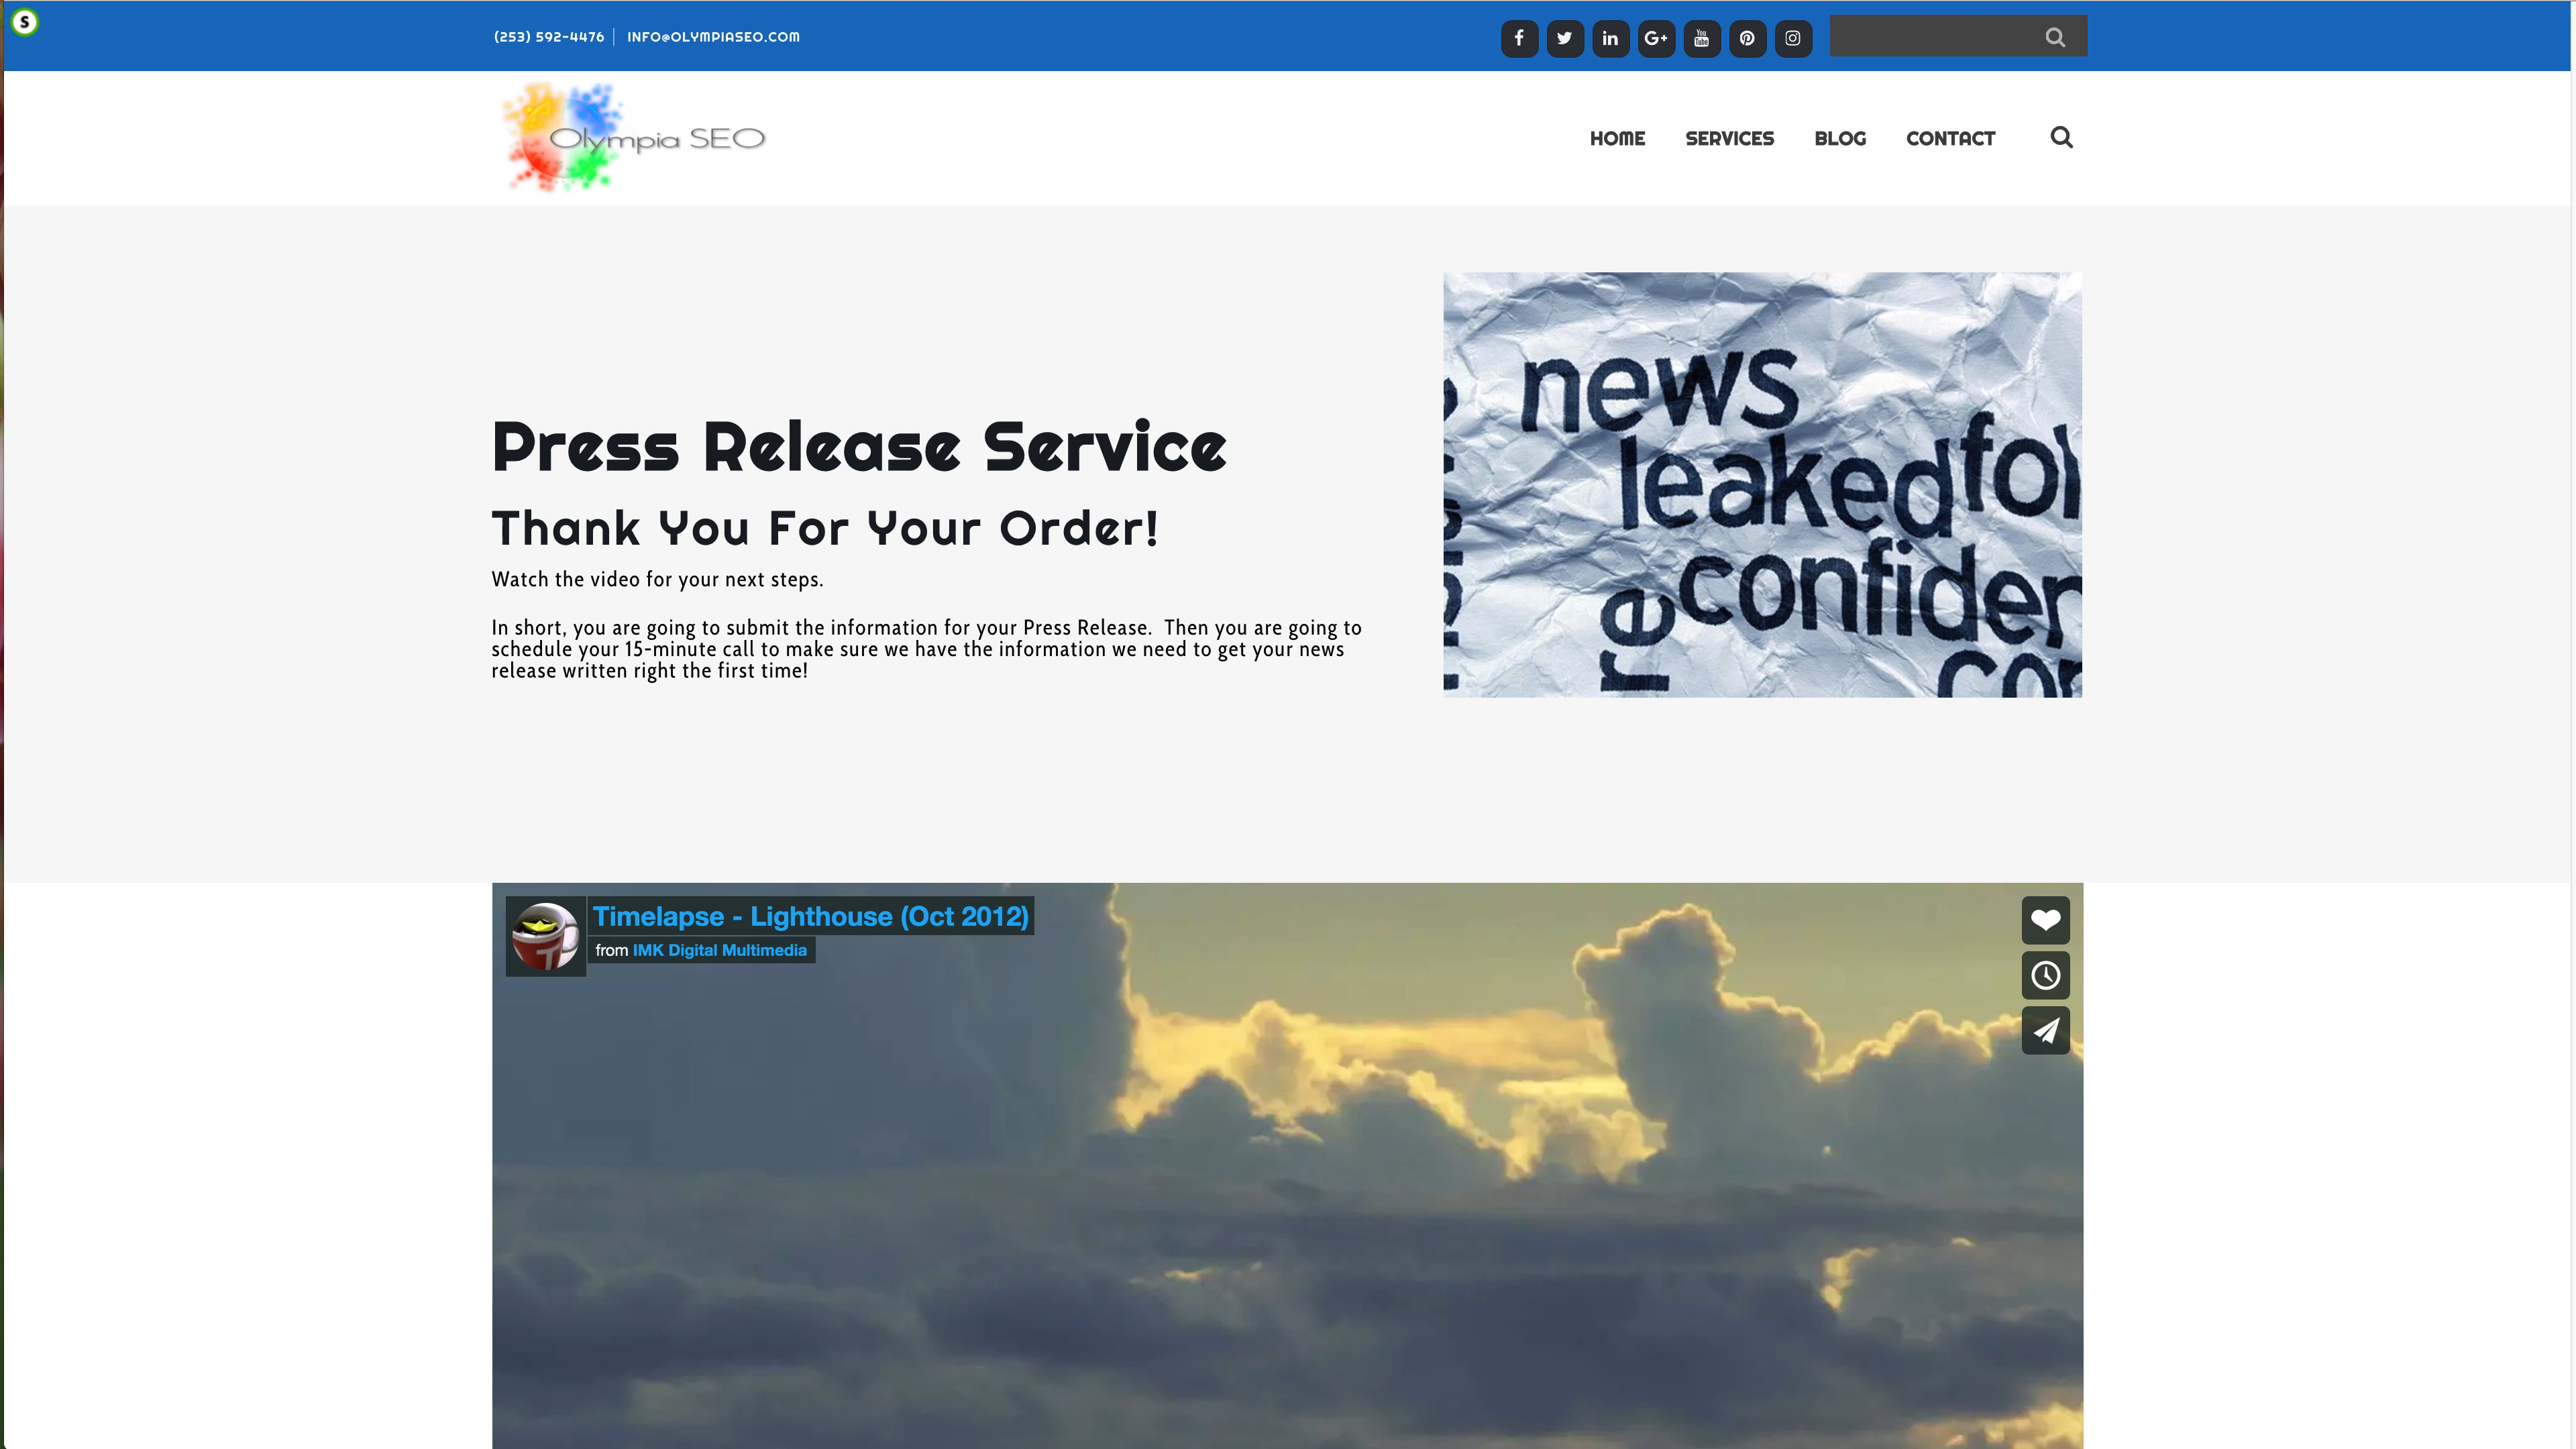 S
(253) 592-4476 INFO@OLYMPIASEO.COM
Olympia SEO
HOME SERVICES BLOG CONTACT
Press Release Service
Thank You For Your Order!
Watch the video for your next steps.
In short, you are going to submit the information for your Press Release. Then you are going to
schedule your 15-minute call to make sure we have the information we need to get your news
release written right the first time!
news
leaked
fol
confiden
re
con
Timelapse - Lighthouse (Oct 2012)
from IMK Digital Multimedia